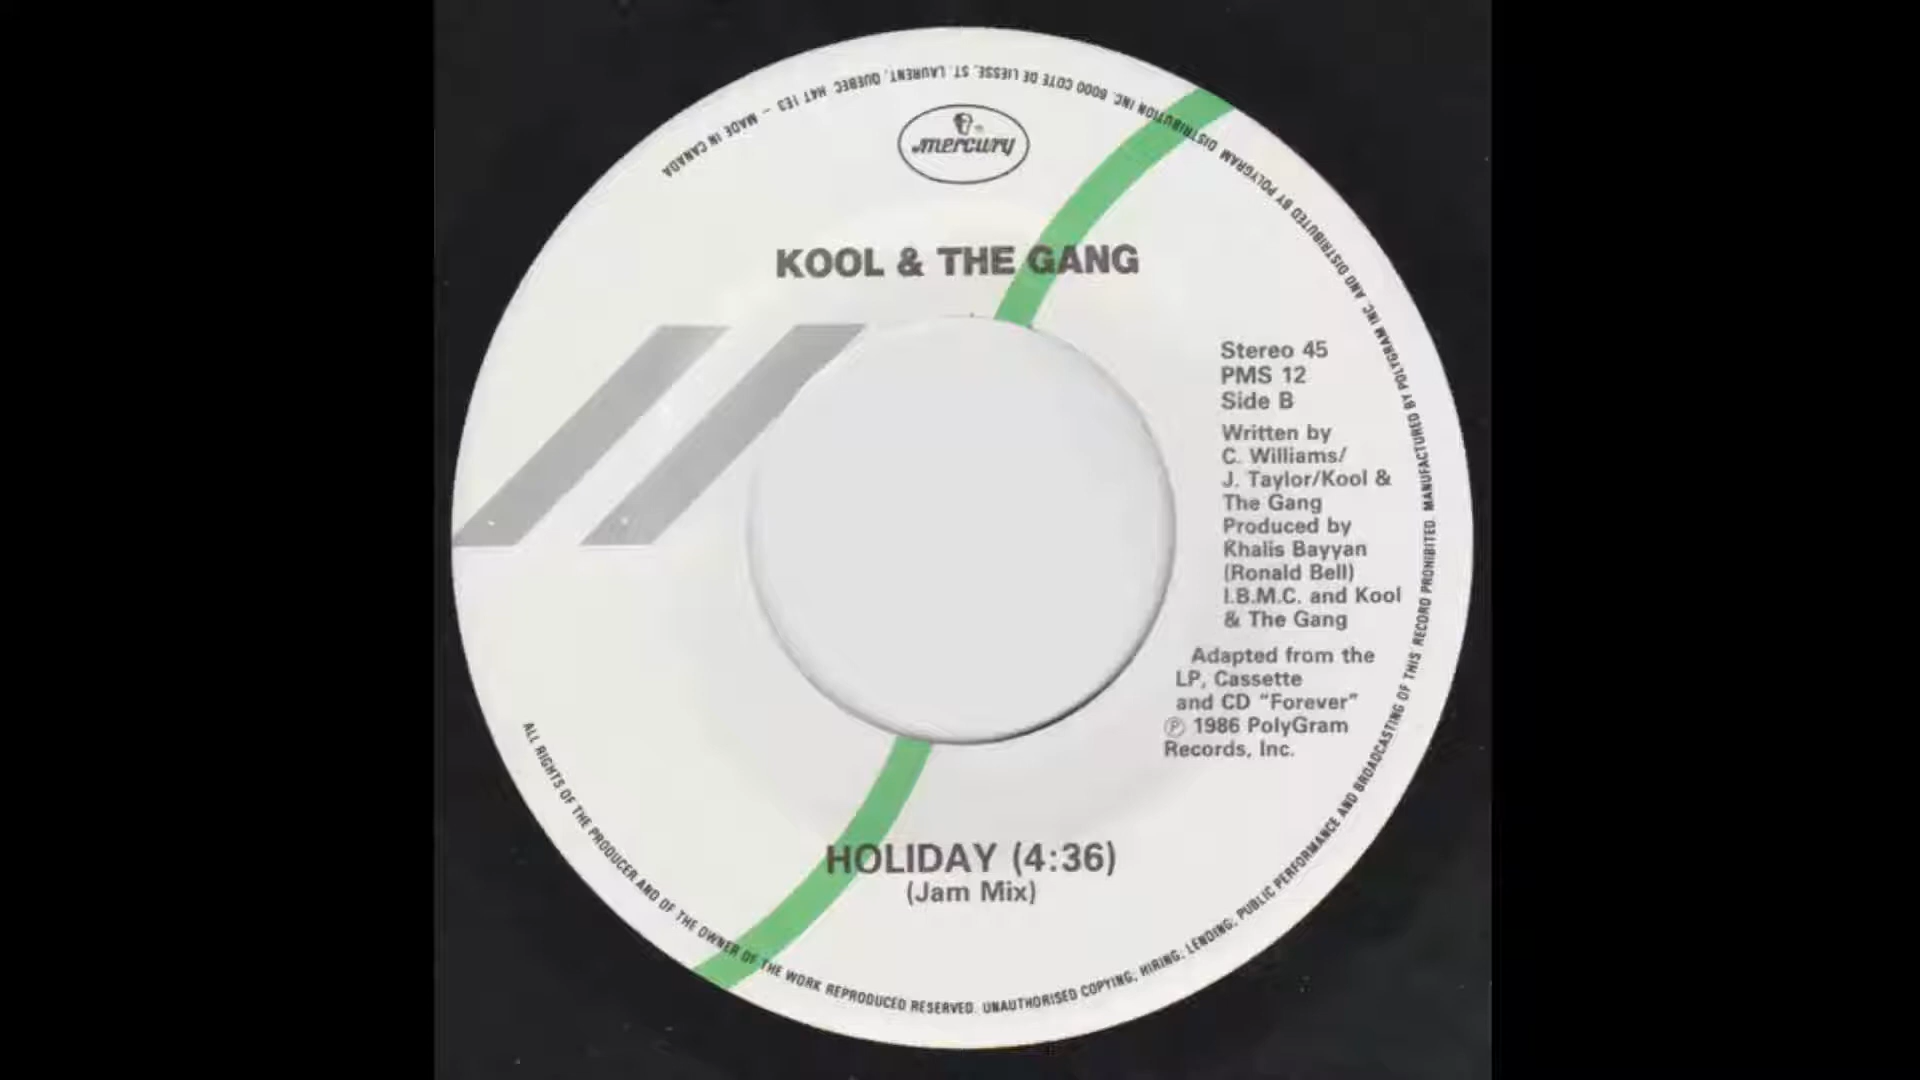 mercury
KOOL & THE GANG
Stereo 45
PMS 12
Side B
Written by
C. Williams/
J. Taylor/Kool &
The Gang
Produced by
Khalis Bayyan
(Ronald Bell)
I.B.M.C. and Kool
& The Gang
Adapted from the
LP, Cassette
and CD "Forever"
Ⓟ 1986 PolyGram
Records, Inc.
HOLIDAY (4:36)
(Jam Mix)
ALL RIGHTS OF THE PRODUCER AND OF THE OWNER OF THE WORK REPRODUCED RESERVED. UNAUTHORISED COPYING, HIRING, LENDING, PUBLIC PERFORMANCE AND BROADCASTING OF THIS RECORD PROHIBITED. MANUFACTURED BY POLYGRAM INC. AND DISTRIBUTED BY POLYGRAM DISTRIBUTION INC. 6000 COTE DE LIESSE, ST. LAURENT, QUEBEC, H4T 1E3 – MADE IN CANADA